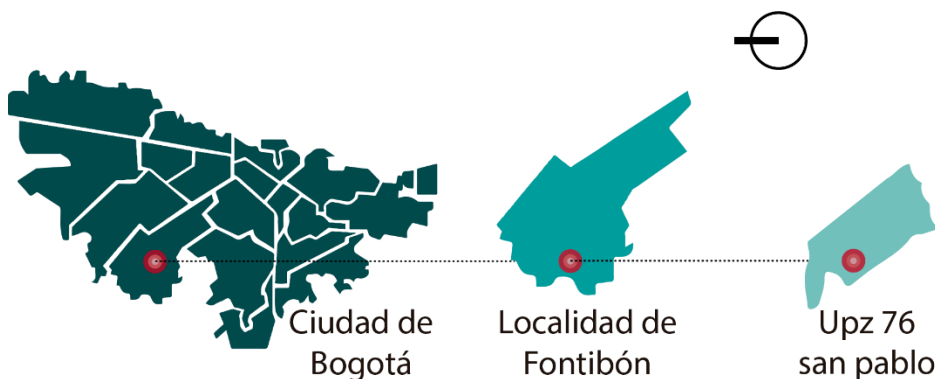 Ciudad de
Bogotá
Localidad de
Fontibón
Upz 76
san pablo